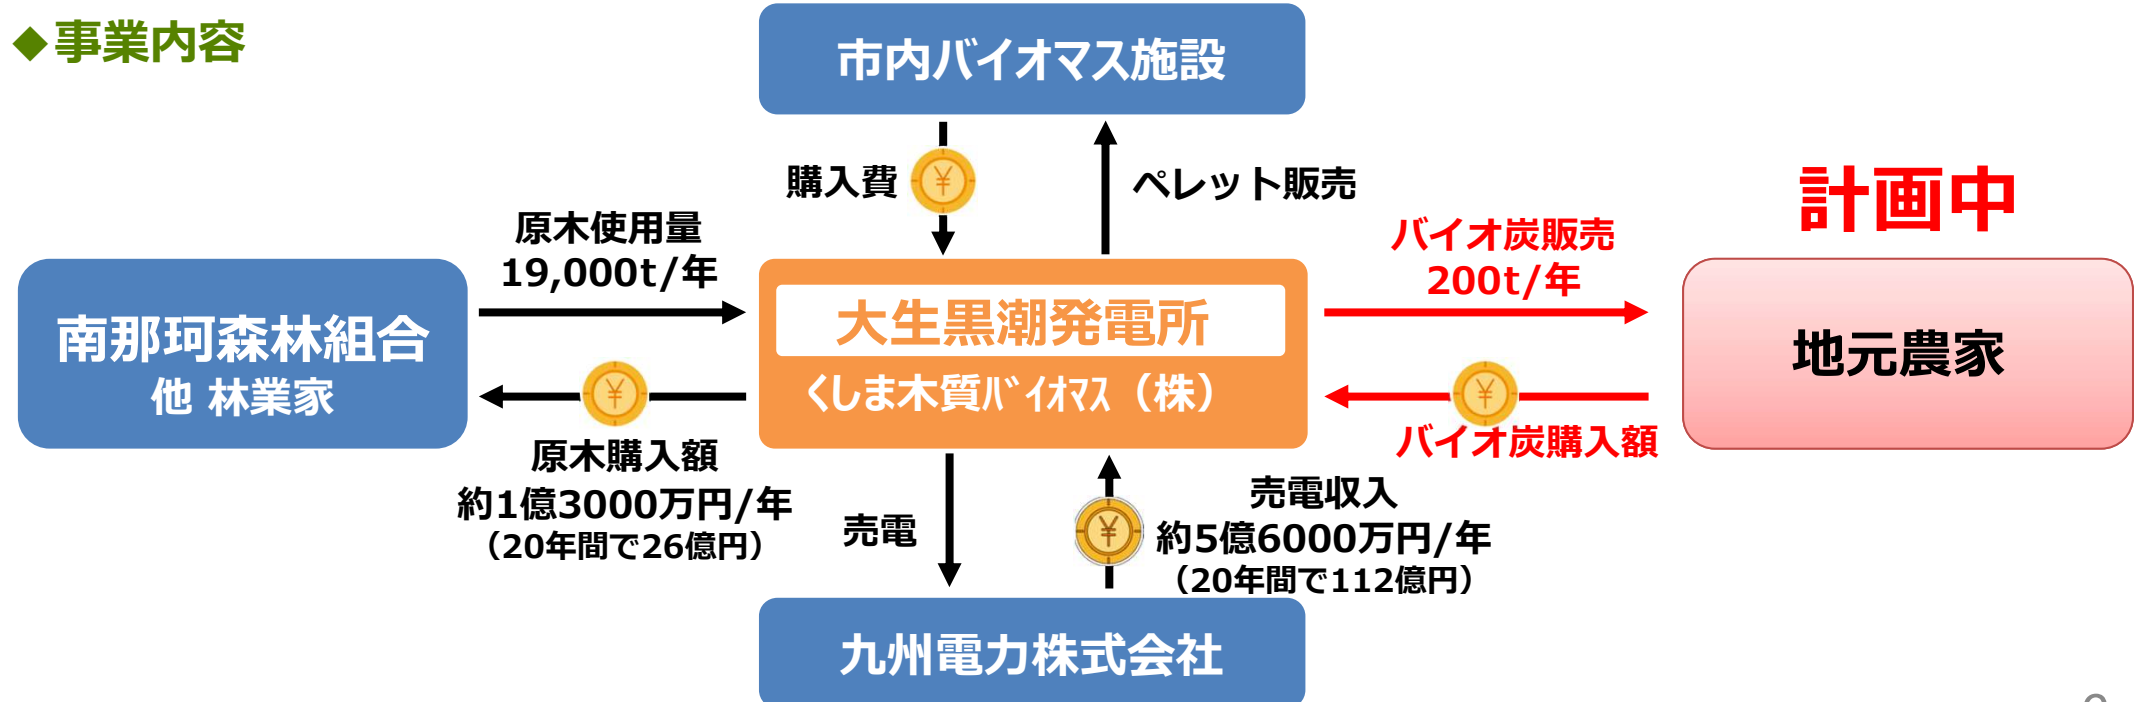 ◆事業内容
市内バイオマス施設
購入費
ペレット販売
計画中
原木使用量
19,000t/年
バイオ炭販売
200t/年
南那珂森林組合
他 林業家
大生黒潮発電所
くしま木質ﾊﾞｲｵﾏｽ（株）
地元農家
原木購入額
約1億3000万円/年
（20年間で26億円）
バイオ炭購入額
売電
売電収入
約5億6000万円/年
（20年間で112億円）
九州電力株式会社